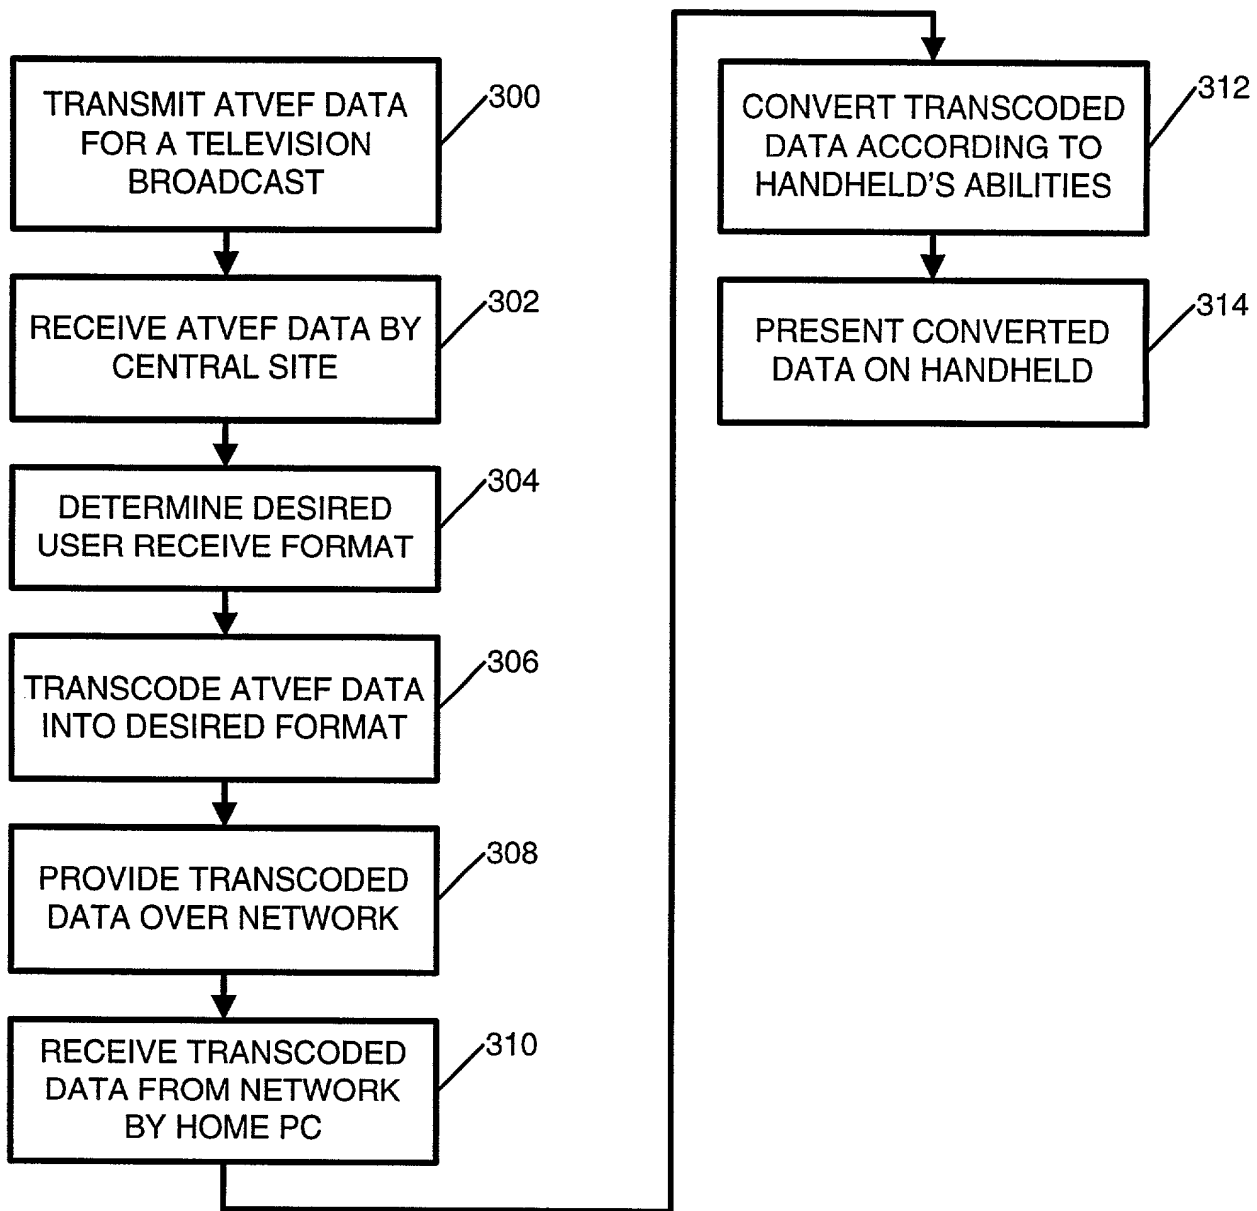 TRANSMIT ATVEF DATA
FOR A TELEVISION
BROADCAST
300
RECEIVE ATVEF DATA BY
CENTRAL SITE
302
DETERMINE DESIRED
USER RECEIVE FORMAT
304
TRANSCODE ATVEF DATA
INTO DESIRED FORMAT
306
PROVIDE TRANSCODED
DATA OVER NETWORK
308
RECEIVE TRANSCODED
DATA FROM NETWORK
BY HOME PC
310
CONVERT TRANSCODED
DATA ACCORDING TO
HANDHELD'S ABILITIES
312
PRESENT CONVERTED
DATA ON HANDHELD
314